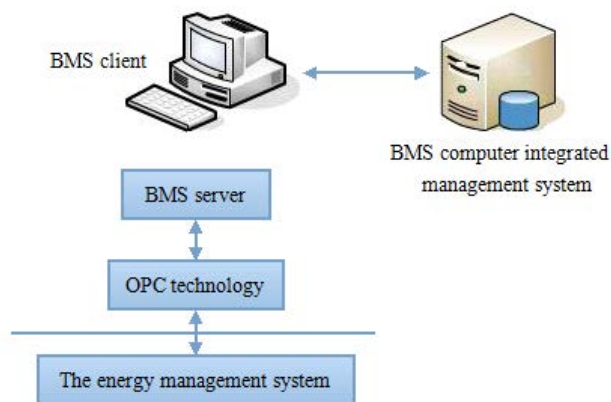 BMS client
BMS computer integrated
management system
BMS server
OPC technology
The energy management system